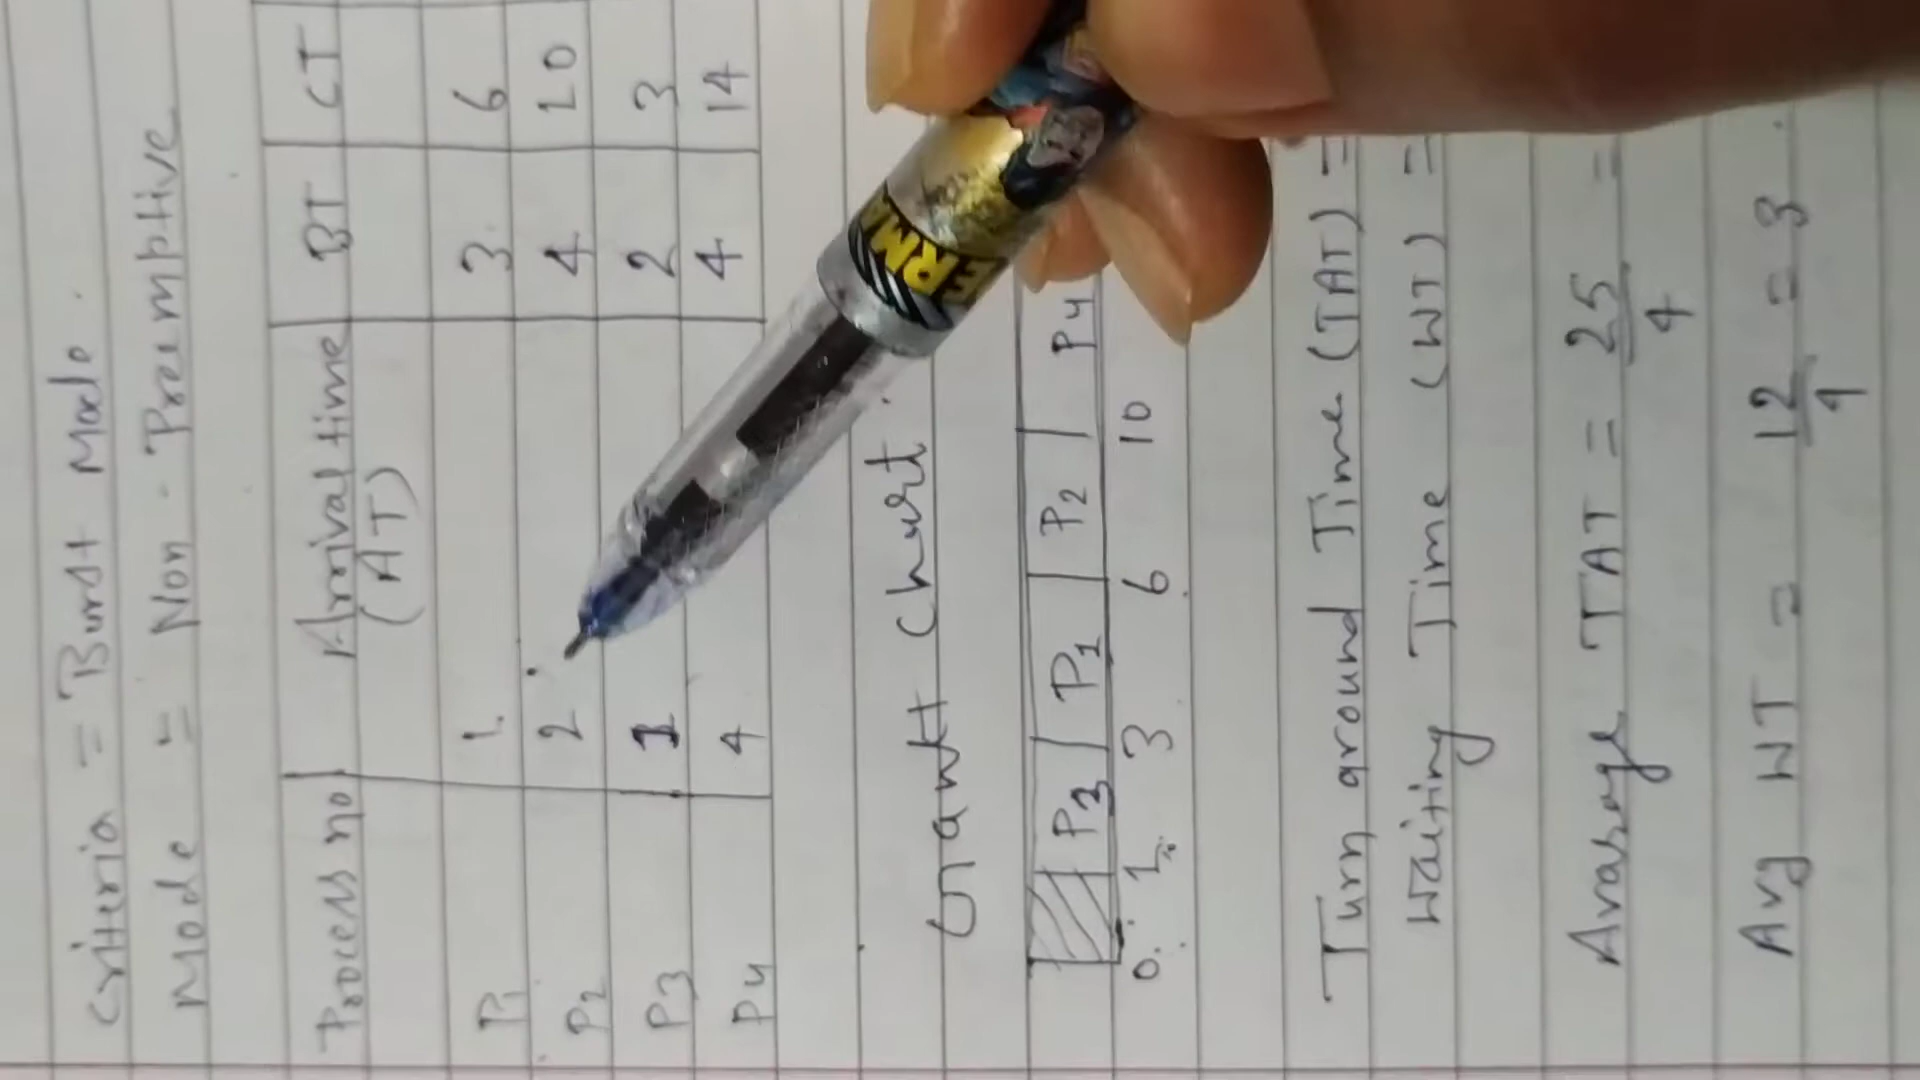 Criteria = Burst Mode.
Mode = Non-Preemptive
Process no Arrival time (AT) BT CT
P1 1 3 6
P2 2 4 10
P3 1 2 3
P4 4 4 14
Grantt Chart
P3 P1 P2 P4
0 1 3 6 10
Turn around Time (TAT) =
Waiting Time (WT) =
Avarage TAT = 25/4 =
Avg WT = 12/4 = 3.